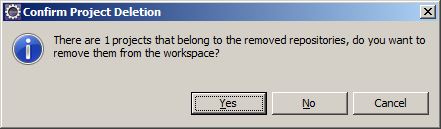 Confirm Project Deletion
There are 1 projects that belong to the removed repositories, do you want to
remove them from the workspace?
Yes No Cancel